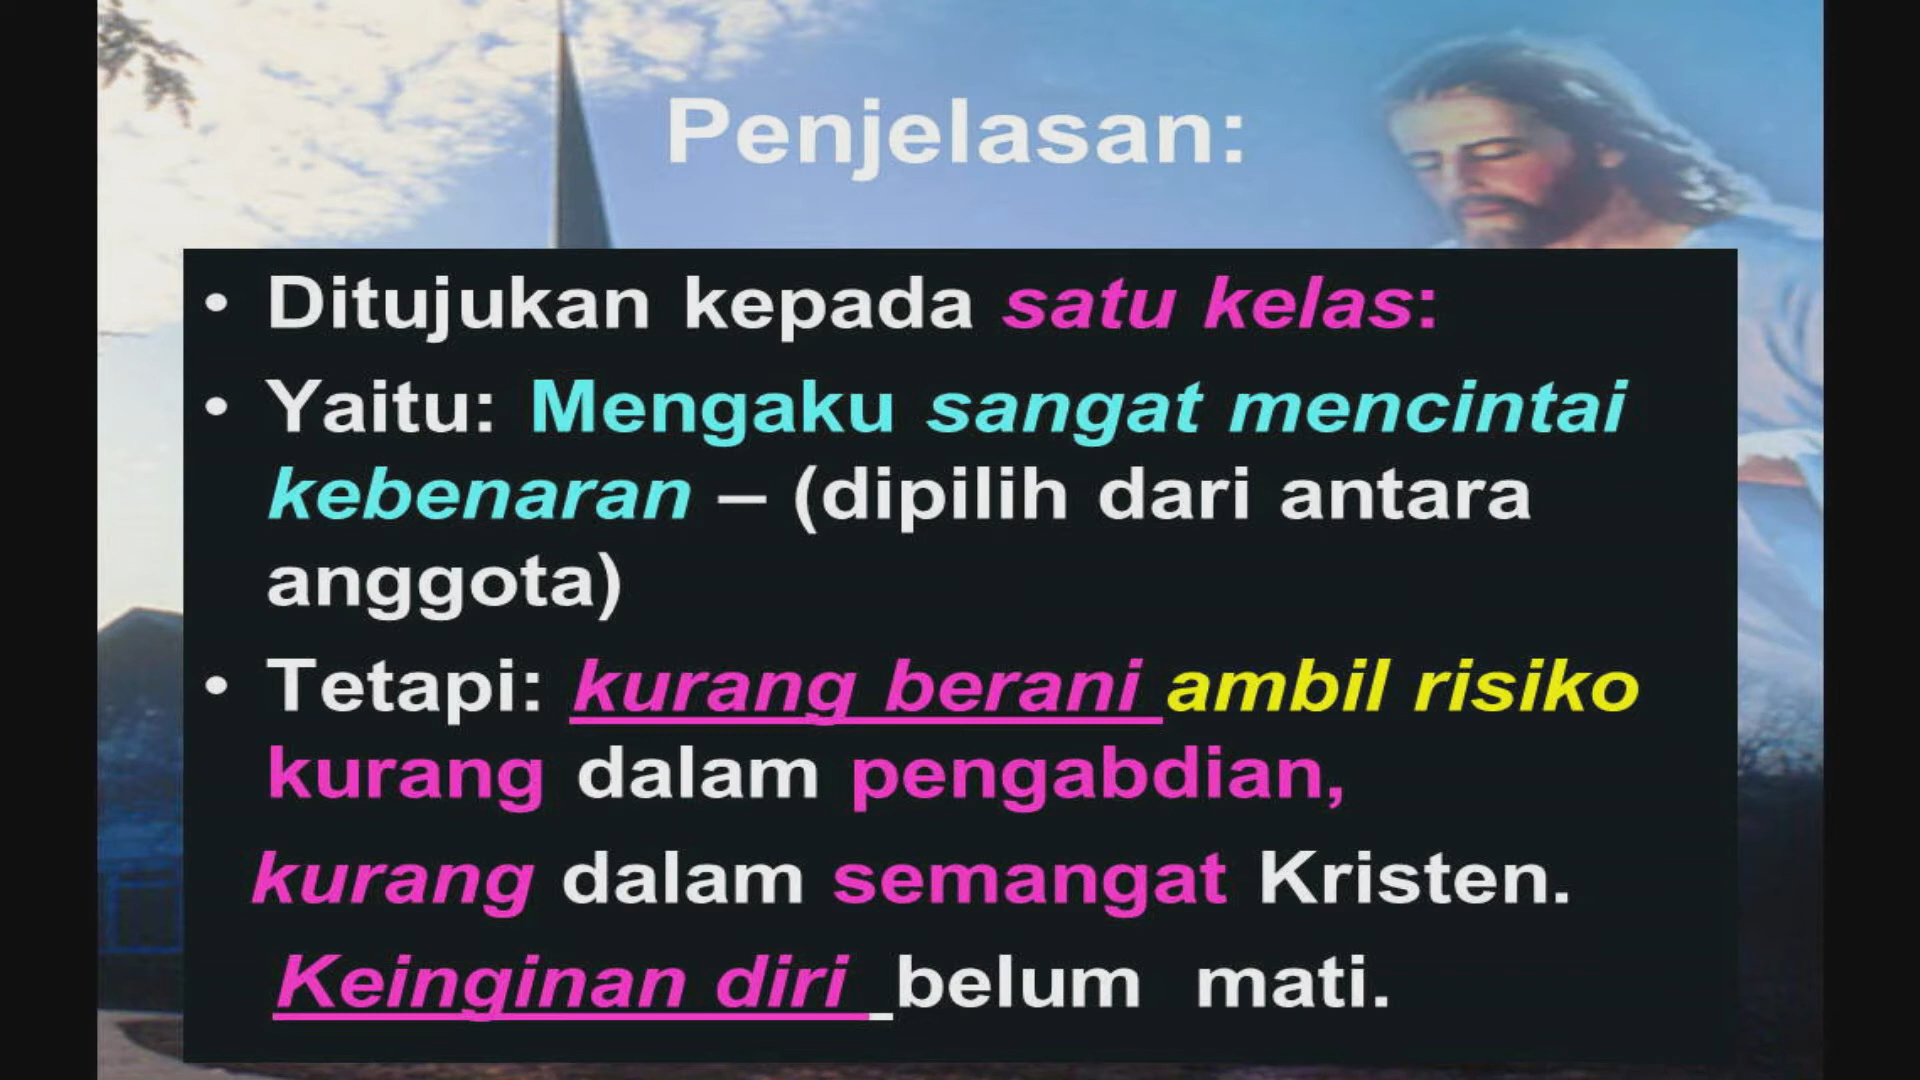 Penjelasan:
• Ditujukan kepada satu kelas:
• Yaitu: Mengaku sangat mencintai
kebenaran – (dipilih dari antara
anggota)
• Tetapi: kurang berani ambil risiko
kurang dalam pengabdian,
kurang dalam semangat Kristen.
Keinginan diri belum mati.